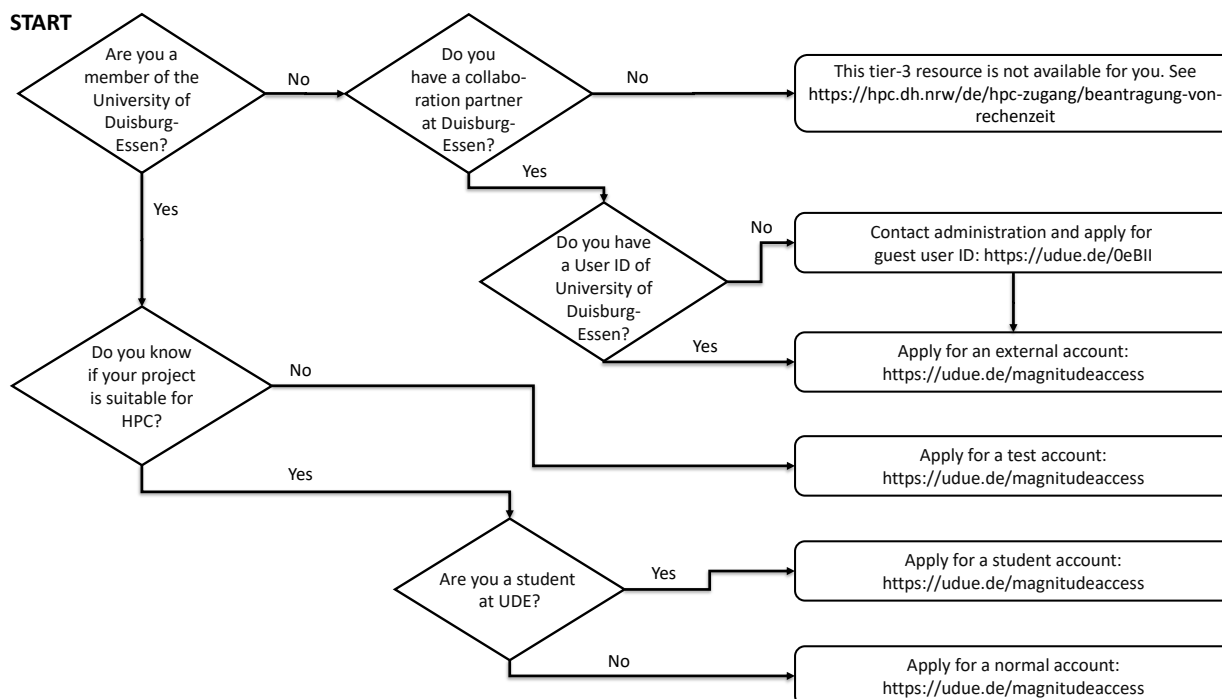 START
Are you a
member of the
University of
Duisburg-
Essen?
No
Do you
have a collabo-
ration partner
at Duisburg-
Essen?
No
This tier-3 resource is not available for you. See
https://hpc.dh.nrw/de/hpc-zugang/beantragung-von-
rechenzeit
Yes
Yes
Do you have
a User ID of
University of
Duisburg-
Essen?
No
Contact administration and apply for
guest user ID: https://udue.de/0eBII
Yes
Apply for an external account:
https://udue.de/magnitudeaccess
Do you know
if your project
is suitable for
HPC?
No
Apply for a test account:
https://udue.de/magnitudeaccess
Yes
Are you a student
at UDE?
Yes
Apply for a student account:
https://udue.de/magnitudeaccess
No
Apply for a normal account:
https://udue.de/magnitudeaccess